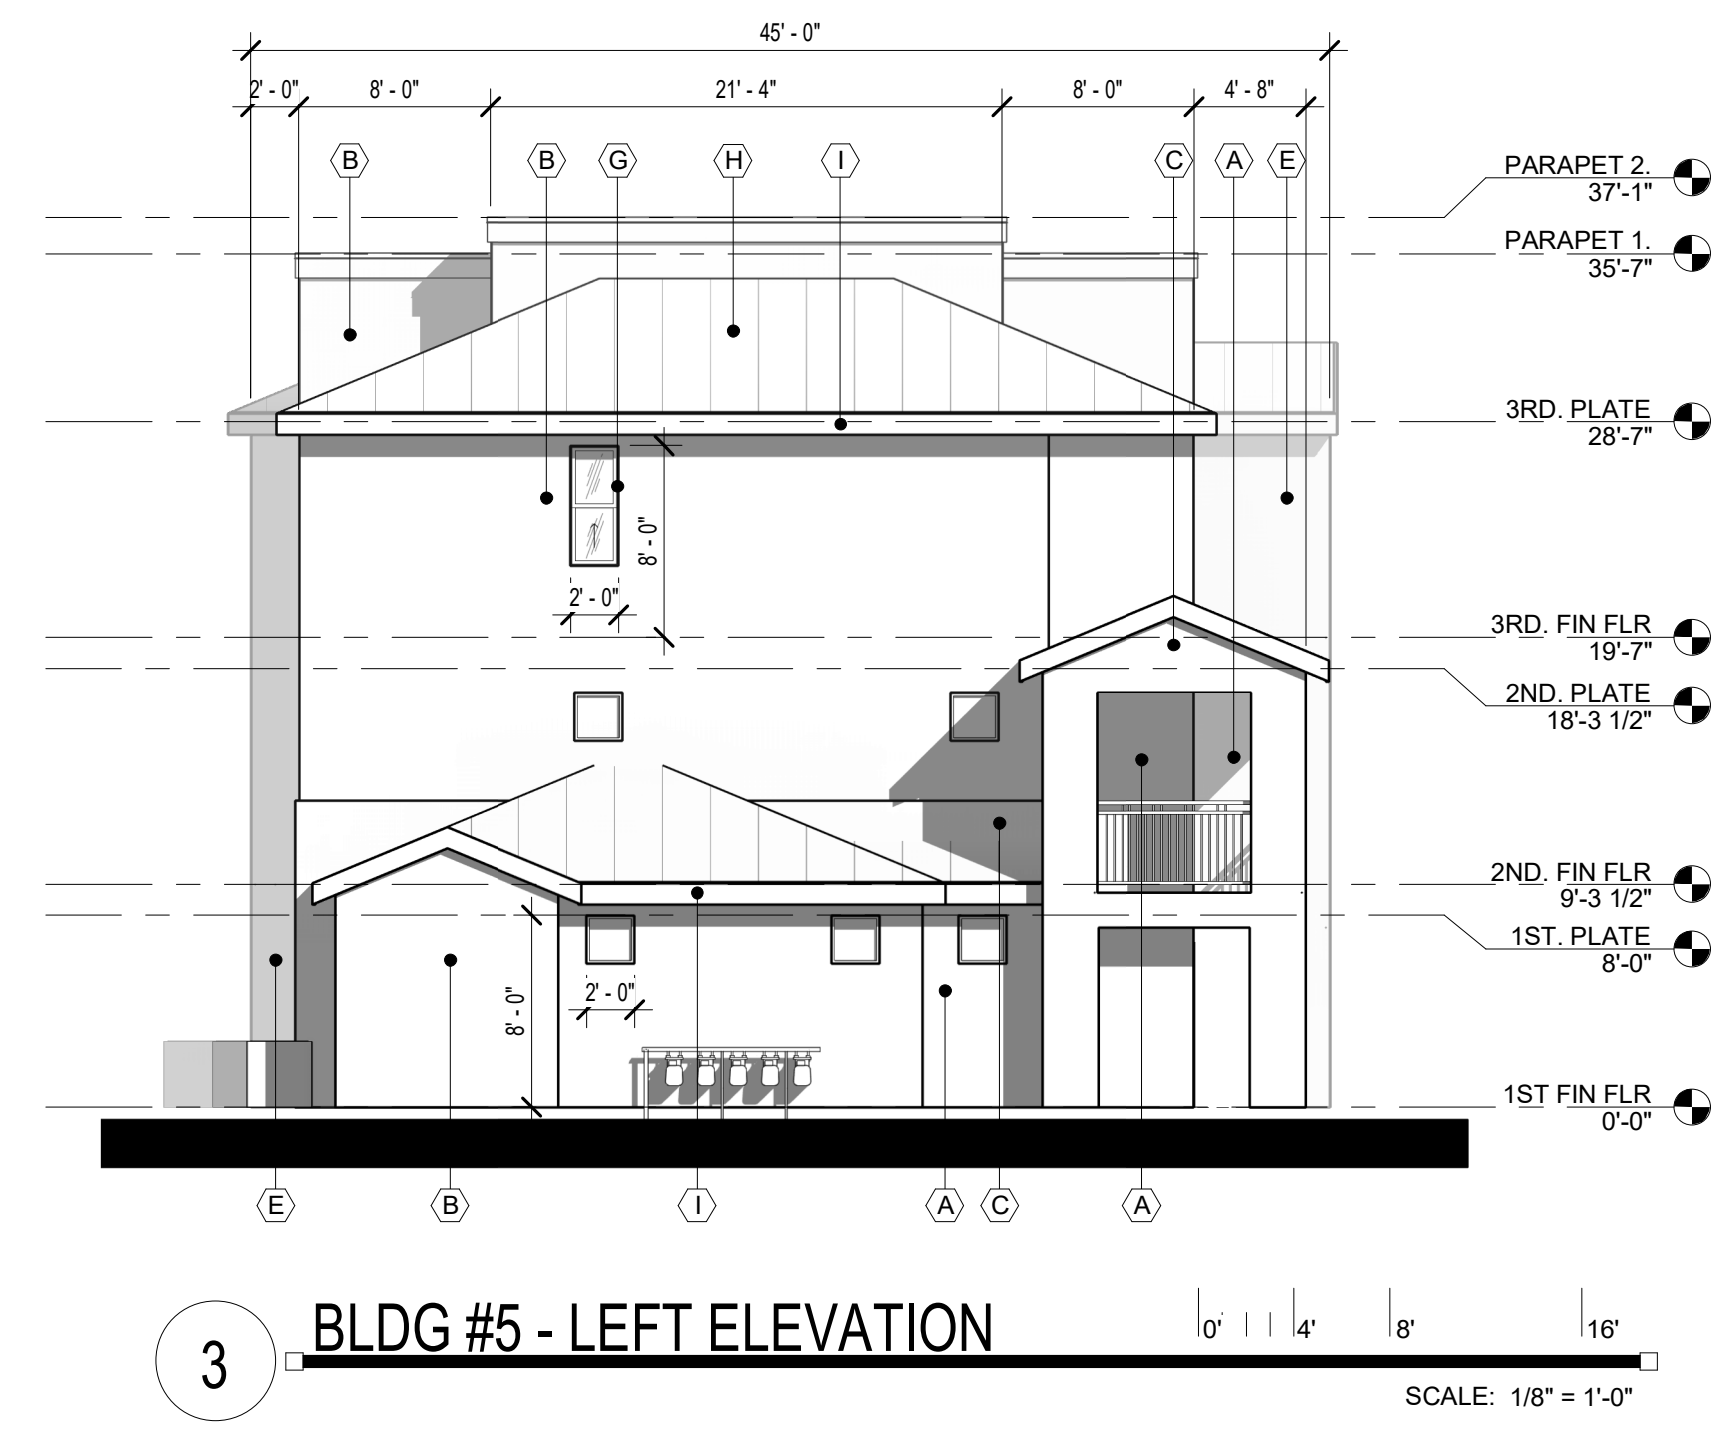 45' - 0"
2' - 0"
8' - 0"
21' - 4"
8' - 0"
4' - 8"
B
B
G
H
I
C
A
E
PARAPET 2.
37'-1"
PARAPET 1.
35'-7"
3RD. PLATE
28'-7"
8' - 0"
2' - 0"
3RD. FIN FLR
19'-7"
2ND. PLATE
18'-3 1/2"
2ND. FIN FLR
9'-3 1/2"
1ST. PLATE
8'-0"
8' - 0"
2' - 0"
1ST FIN FLR
0'-0"
E
B
I
A
C
A
3
BLDG #5 - LEFT ELEVATION
0'
4'
8'
16'
SCALE: 1/8" = 1'-0"